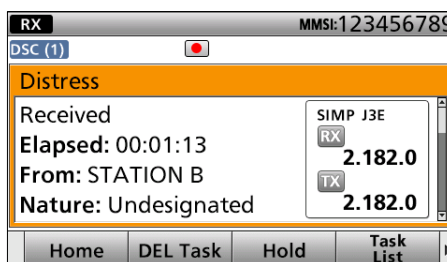 RX MMSI:123456789
DSC (1)
Distress
Received
Elapsed: 00:01:13
From: STATION B
Nature: Undesignated
SIMP J3E
RX
2.182.0
TX
2.182.0
Home DEL Task Hold Task List